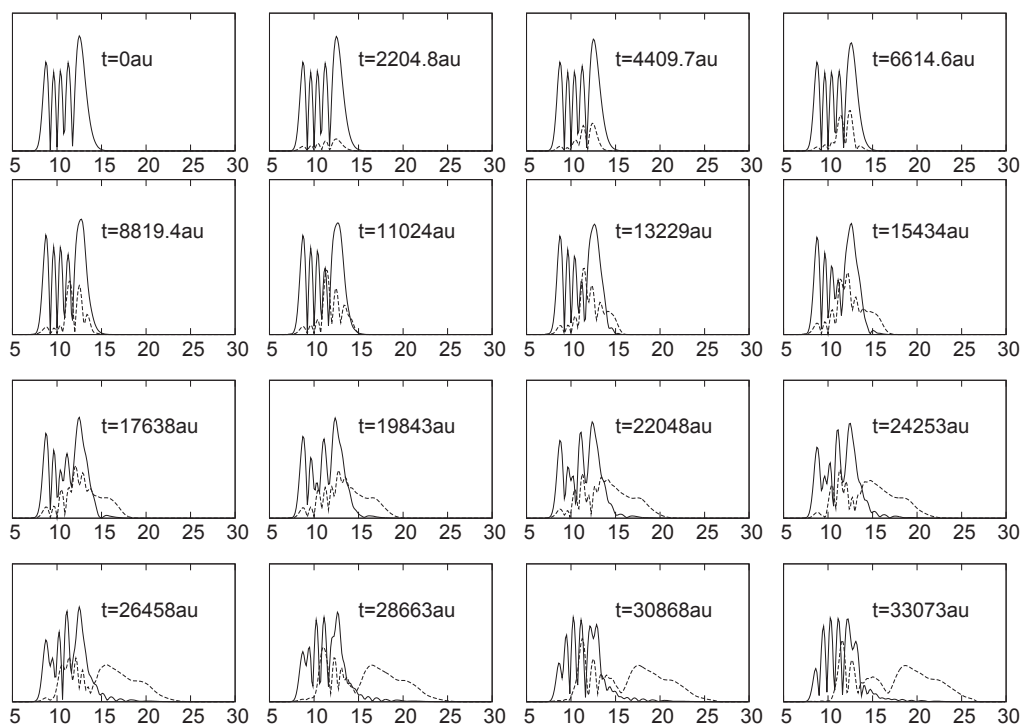 t=0au t=2204.8au t=4409.7au t=6614.6au
5 10 15 20 25 30 5 10 15 20 25 30 5 10 15 20 25 30 5 10 15 20 25 30
t=8819.4au t=11024au t=13229au t=15434au
5 10 15 20 25 30 5 10 15 20 25 30 5 10 15 20 25 30 5 10 15 20 25 30
t=17638au t=19843au t=22048au t=24253au
5 10 15 20 25 30 5 10 15 20 25 30 5 10 15 20 25 30 5 10 15 20 25 30
t=26458au t=28663au t=30868au t=33073au
5 10 15 20 25 30 5 10 15 20 25 30 5 10 15 20 25 30 5 10 15 20 25 30